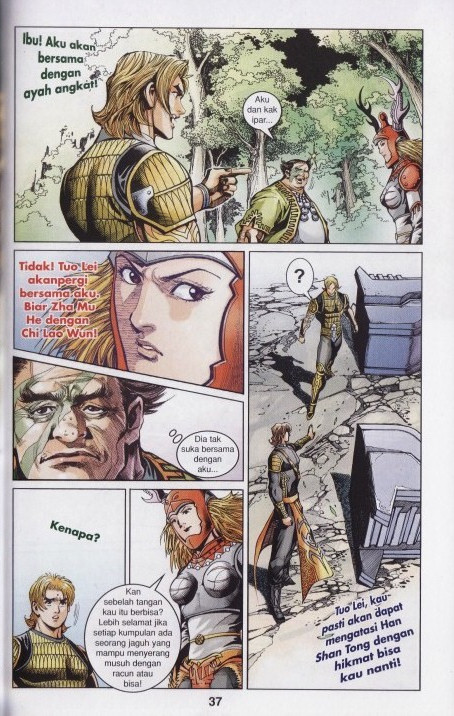 Ibu! Aku akan
bersama
dengan
ayah angkat!
Aku
dan kak
ipar...
Tidak! Tuo Lei
akanpergi
bersama aku.
Biar Zha Mu
He dengan
Chi Lao Wun!
Dia tak
suka bersama
dengan
aku...
Kenapa?
Kan
sebelah tangan
kau itu berbisa?
Lebih selamat jika
setiap kumpulan ada
seorang jaguh yang
mampu menyerang
musuh dengan
racun atau
bisa!
?
Tuo Lei, kau
pasti akan dapat
mengatasi Han
Shan Tong dengan
hikmat bisa
kau nanti!
37